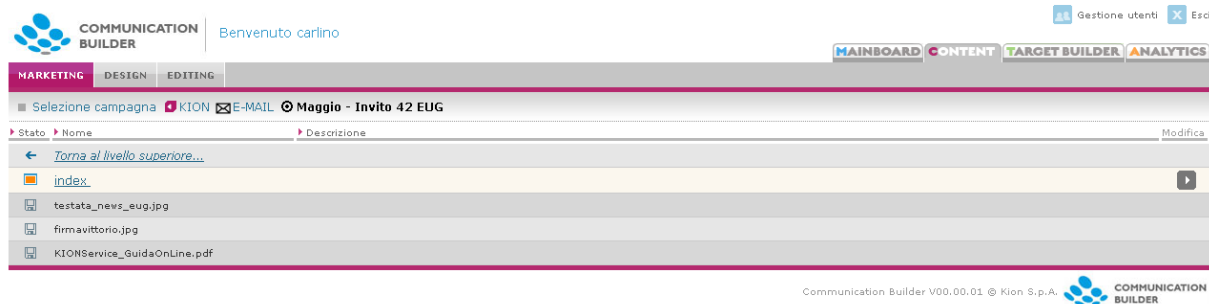 COMMUNICATION
BUILDER
Benvenuto carlino
Gestione utenti Esci
MAINBOARD CONTENT TARGET BUILDER ANALYTICS
MARKETING DESIGN EDITING
Selezione campagna KION E-MAIL Maggio - Invito 42 EUG
Stato Nome Descrizione Modifica
Torna al livello superiore...
index
testata_news_eug.jpg
firmavittorio.jpg
KIONService_GuidaOnLine.pdf
Communication Builder V00.00.01 © Kion S.p.A.
COMMUNICATION
BUILDER